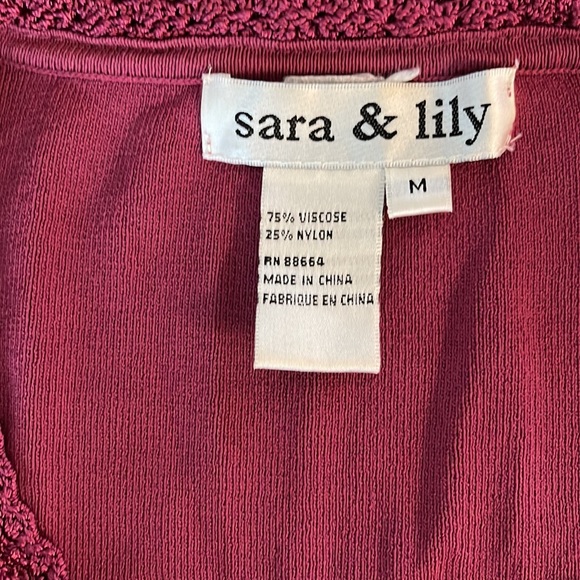 sara & lily
M
75% VISCOSE
25% NYLON
RN 88664
MADE IN CHINA
FABRIQUE EN CHINA